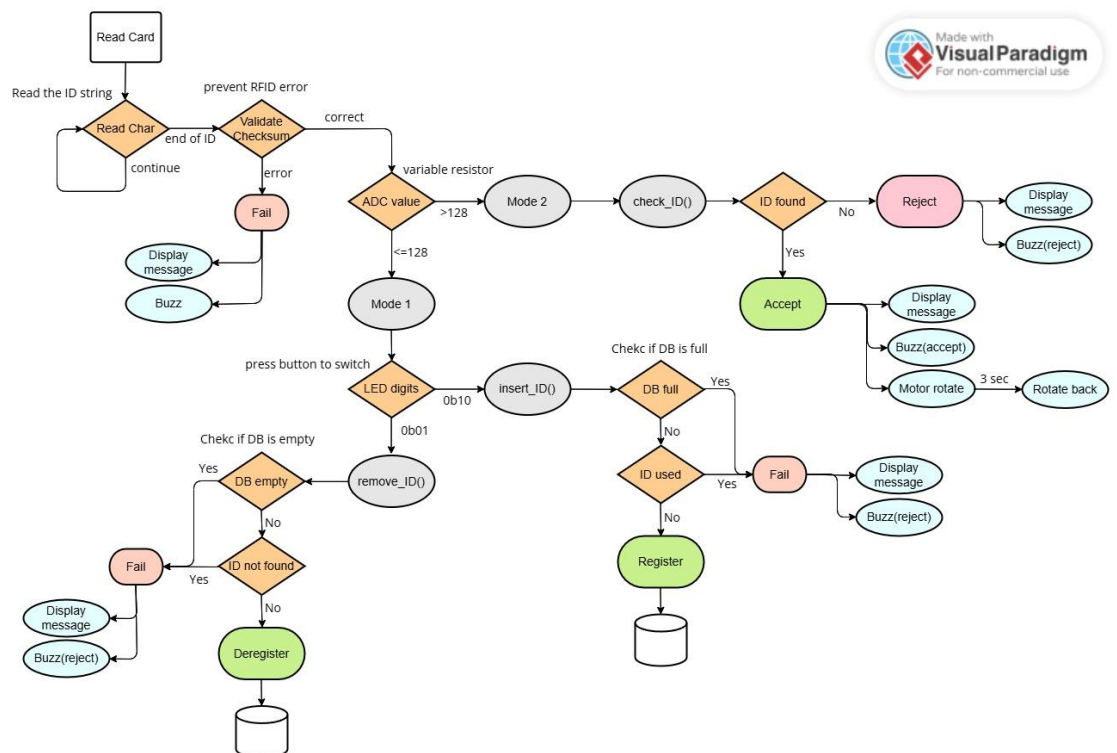 Read Card
Made with
Visual Paradigm
For non-commercial use
Read the ID string
prevent RFID error
Read Char
end of ID
continue
Validate
Checksum
correct
error
Fail
Display
message
Buzz
variable resistor
ADC value
>128
<=128
Mode 2
check_ID()
ID found
No
Yes
Reject
Display
message
Buzz(reject)
Accept
Display
message
Buzz(accept)
Motor rotate
3 sec
Rotate back
Mode 1
press button to switch
LED digits
0b10
0b01
insert_ID()
Chekc if DB is full
DB full
Yes
No
ID used
Yes
No
Fail
Display
message
Buzz(reject)
Register
remove_ID()
Chekc if DB is empty
DB empty
Yes
No
ID not found
Yes
No
Fail
Display
message
Buzz(reject)
Deregister